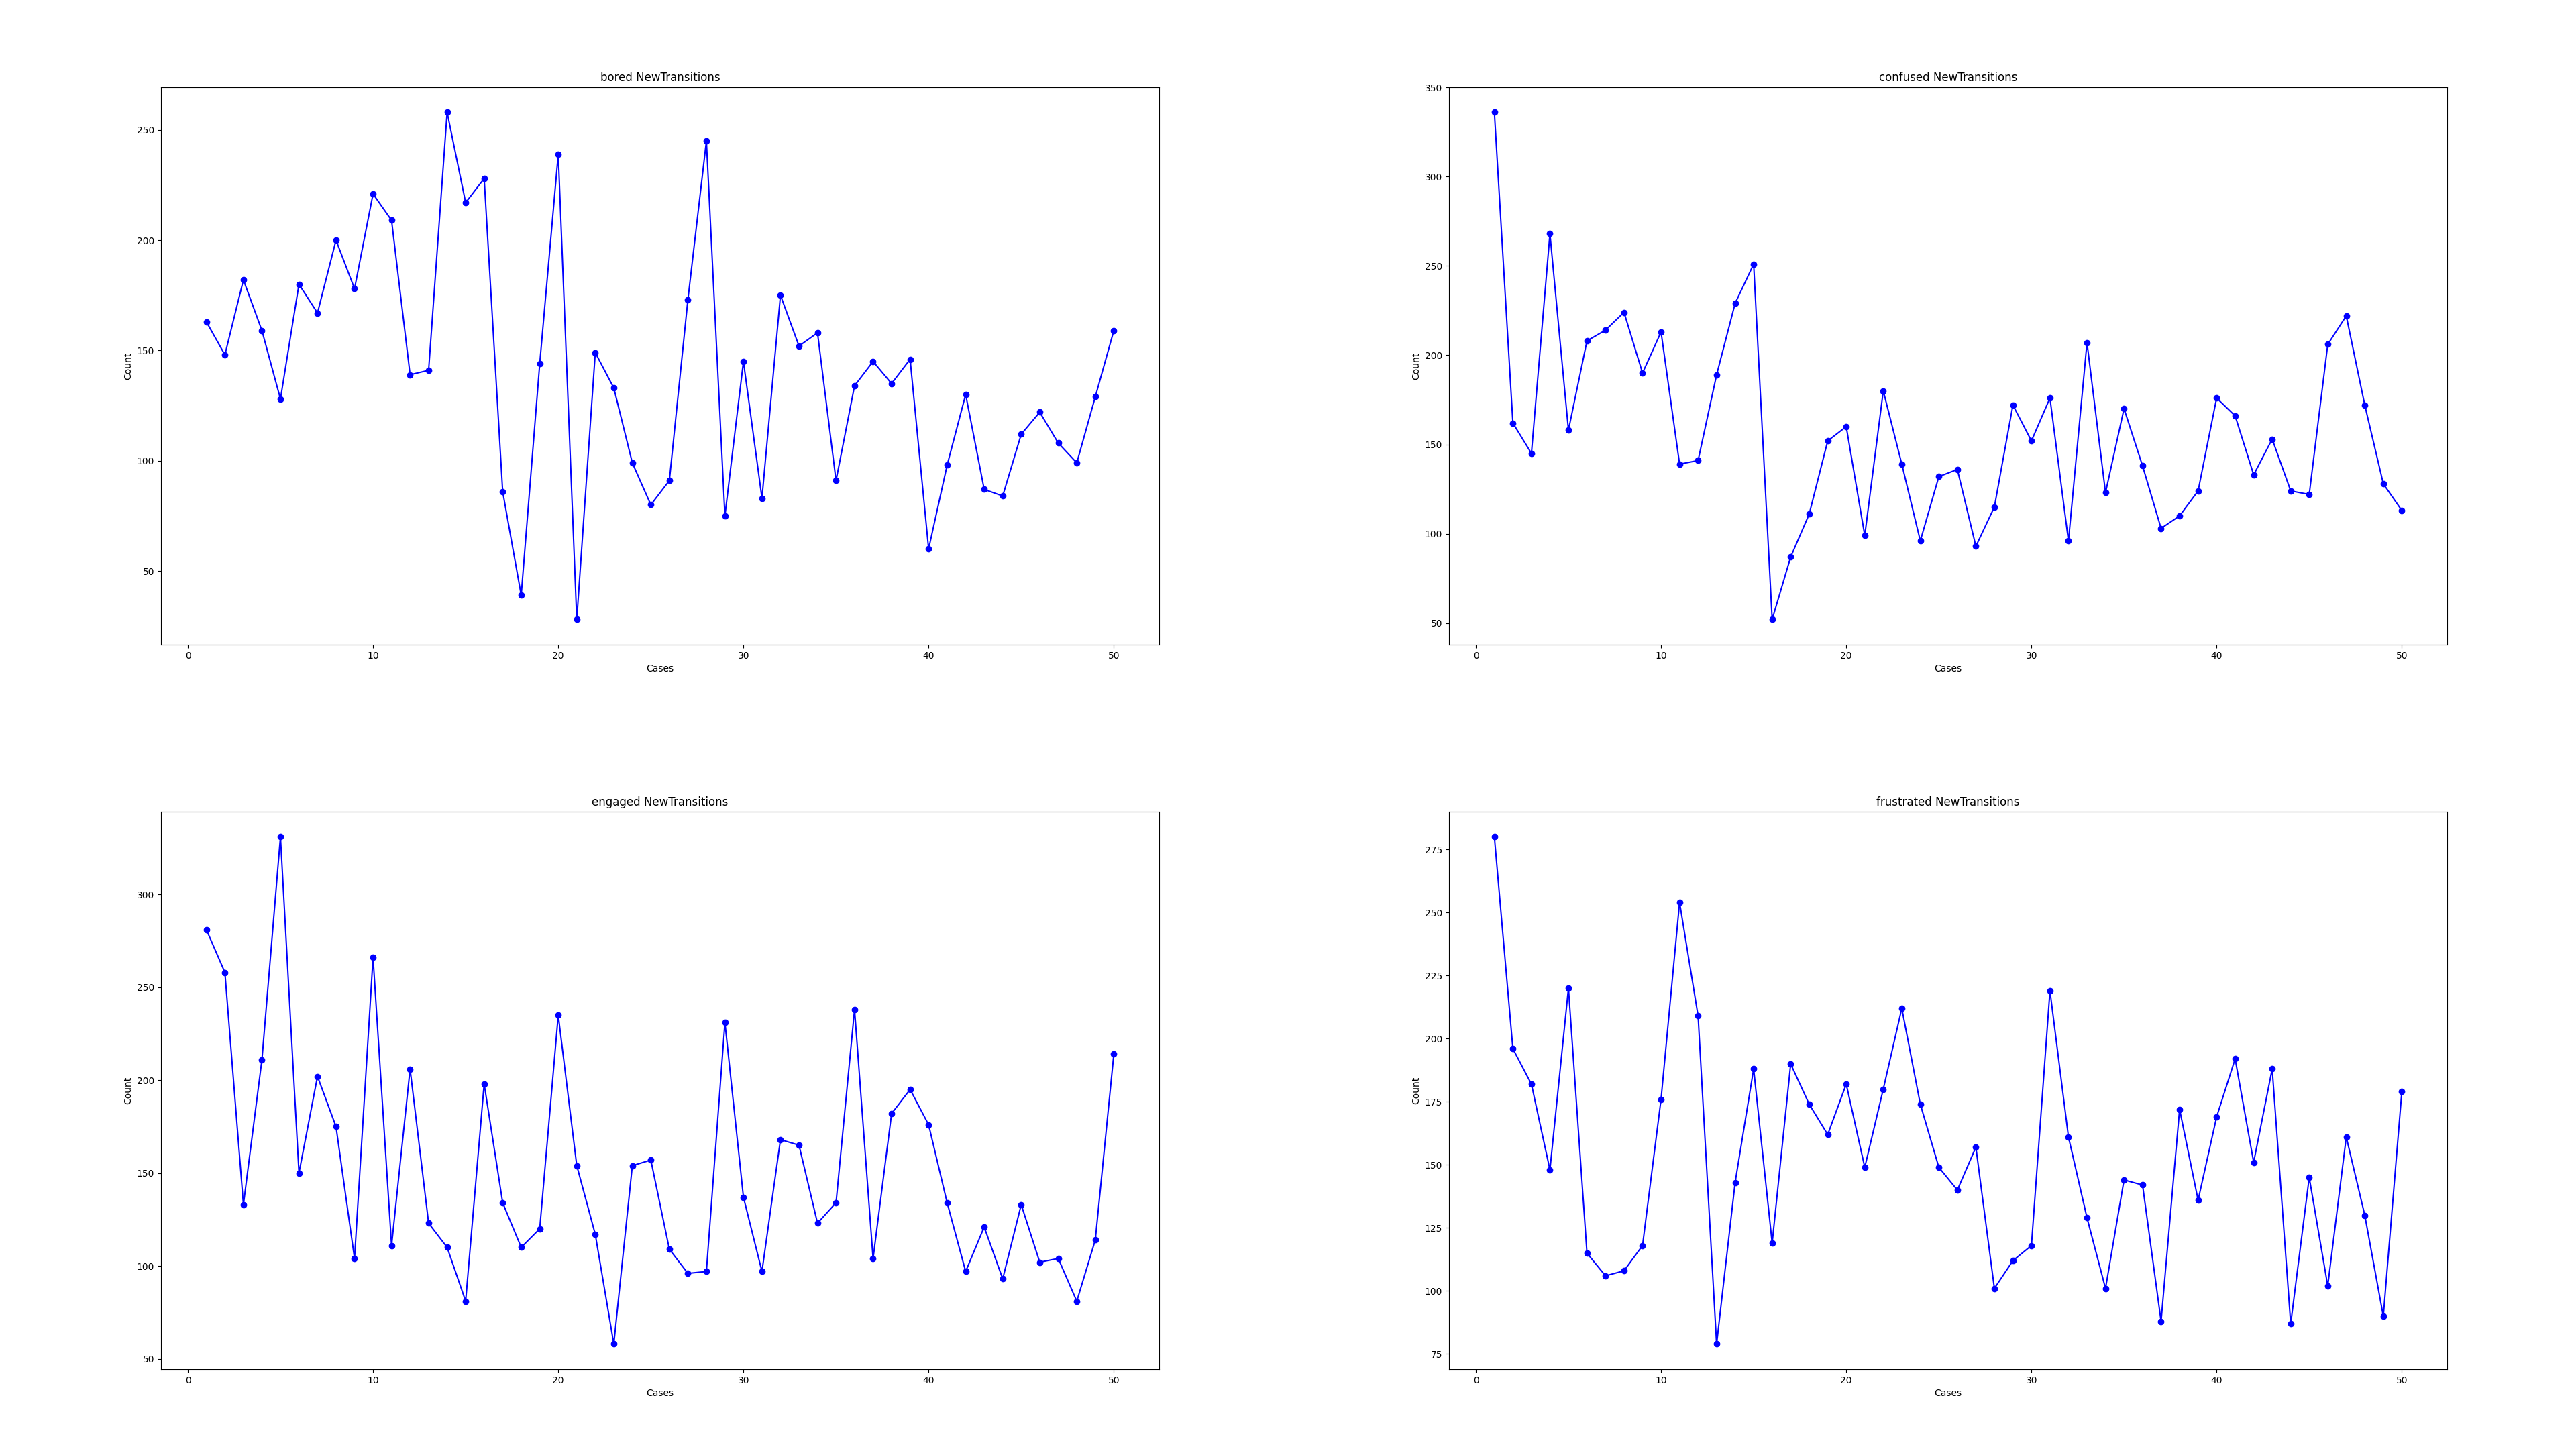 bored NewTransitions
250
200
150
100
50
Count
0 10 20 30 40 50
Cases
confused NewTransitions
350
300
250
200
150
100
50
Count
0 10 20 30 40 50
Cases
engaged NewTransitions
300
250
200
150
100
50
Count
0 10 20 30 40 50
Cases
frustrated NewTransitions
275
250
225
200
175
150
125
100
75
Count
0 10 20 30 40 50
Cases